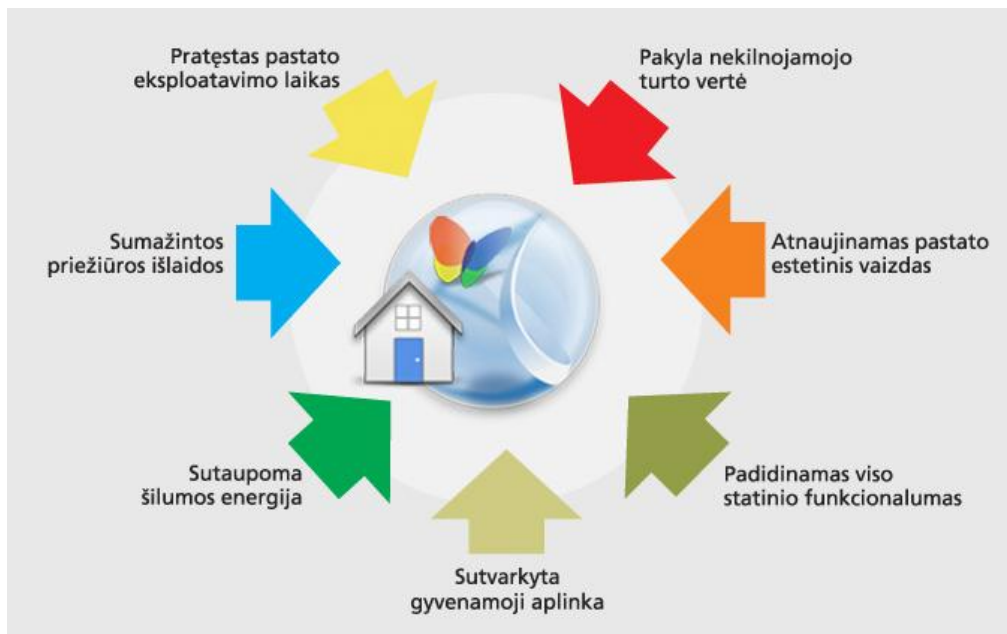 Pratęstas pastato
eksploatavimo laikas
Pakyla nekilnojamojo
turto vertė
Sumažintos
priežiūros išlaidos
Atnaujinamas pastato
estetinis vaizdas
Sutaupoma
šilumos energija
Padidinamas viso
statinio funkcionalumas
Sutvarkyta
gyvenamoji aplinka